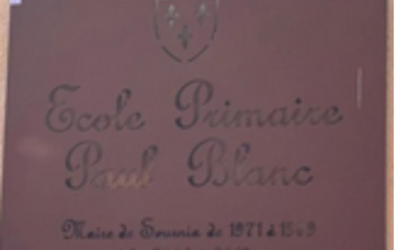 Ecole Primaire
Paul Blanc
Maire de Sournia de 1971 à